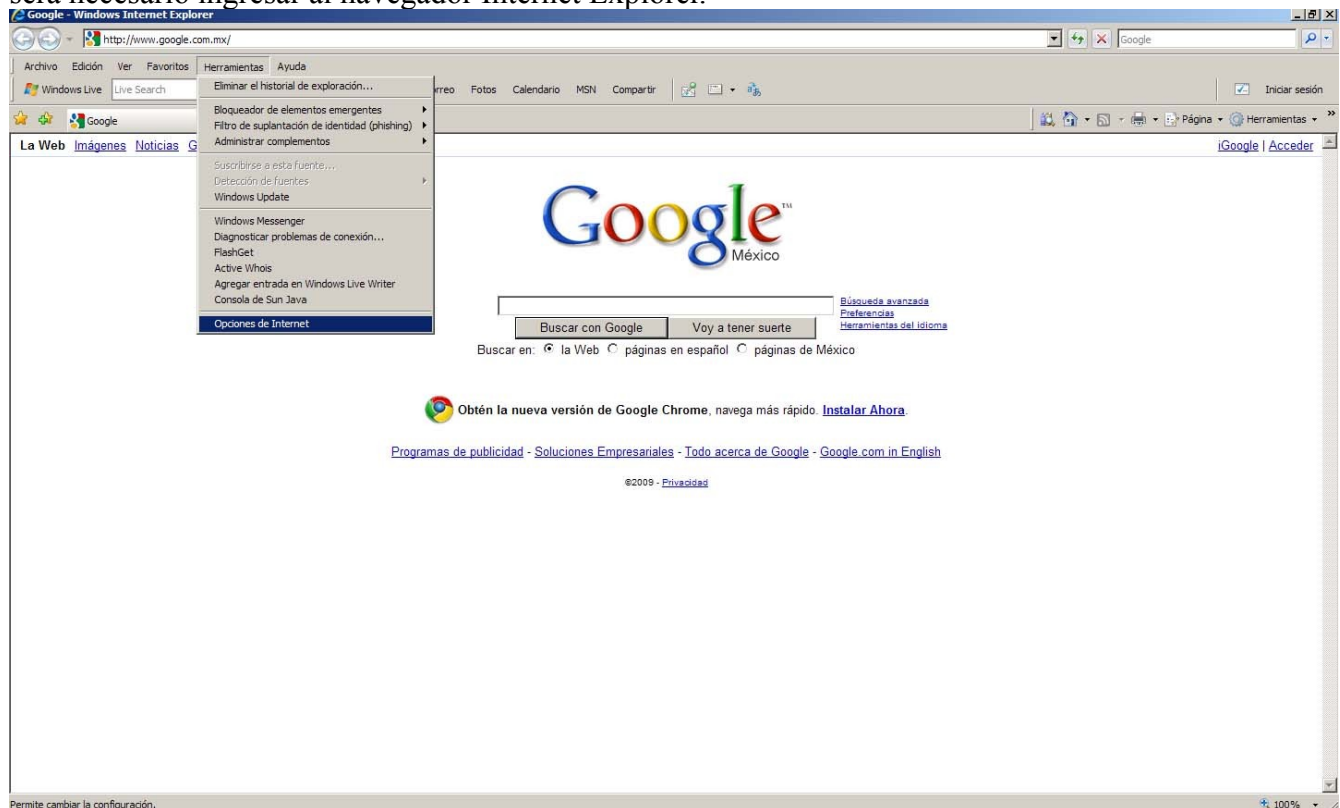 será necesario ingresar al navegador Internet Explorer.
Google - Windows Internet Explorer
http://www.google.com.mx/
Google
Archivo Edición Ver Favoritos Herramientas Ayuda
Windows Live Live Search
Fotos Calendario MSN Compartir
Iniciar sesión
Eliminar el historial de exploración...
Bloqueador de elementos emergentes
Filtro de suplantación de identidad (phishing)
Administrar complementos
Suscribirse a esta fuente...
Detección de fuentes
Windows Update
Windows Messenger
Diagnosticar problemas de conexión...
FlashGet
Active Whois
Agregar entrada en Windows Live Writer
Consola de Sun Java
Opciones de Internet
Google
Página Herramientas
La Web Imágenes Noticias G
iGoogle | Acceder
Google™
México
Búsqueda avanzada
Preferencias
Herramientas del idioma
Buscar con Google Voy a tener suerte
Buscar en: la Web páginas en español páginas de México
Obtén la nueva versión de Google Chrome, navega más rápido. Instalar Ahora.
Programas de publicidad - Soluciones Empresariales - Todo acerca de Google - Google.com in English
©2009 - Privacidad
Permite cambiar la configuración.
100%